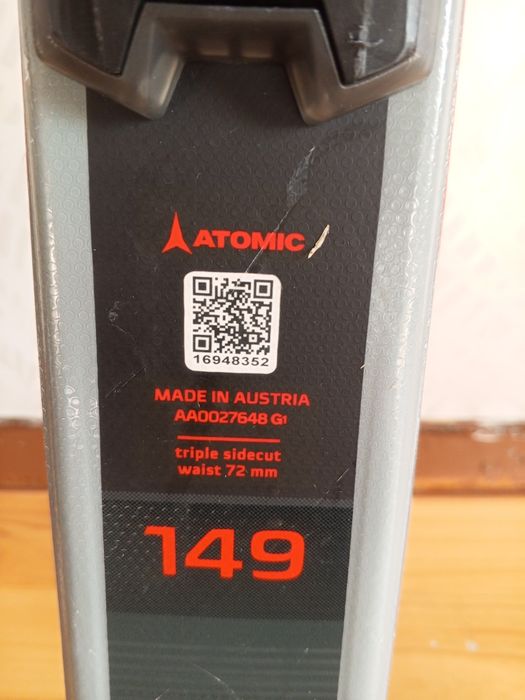 ATOMIC
16948352
MADE IN AUSTRIA
AA0027648 G1
triple sidecut
waist 72 mm
149